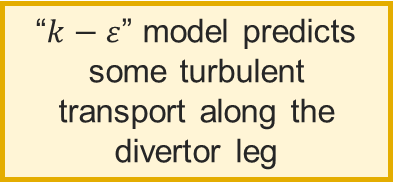 “𝑘 − 𝜀” model predicts
some turbulent
transport along the
divertor leg